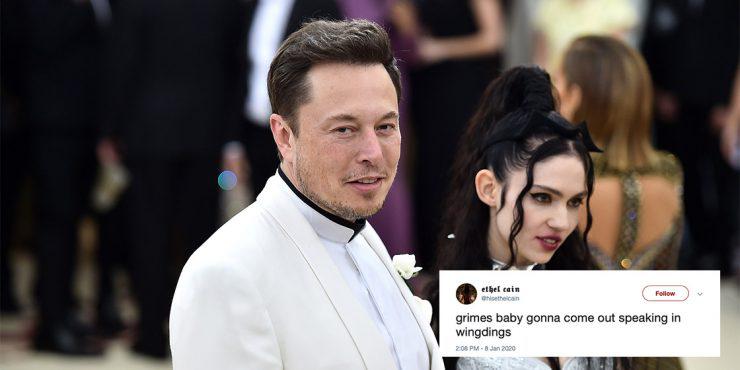 ethel cain
@hisethelcain
Follow
grimes baby gonna come out speaking in
wingdings
2:08 PM - 8 Jan 2020